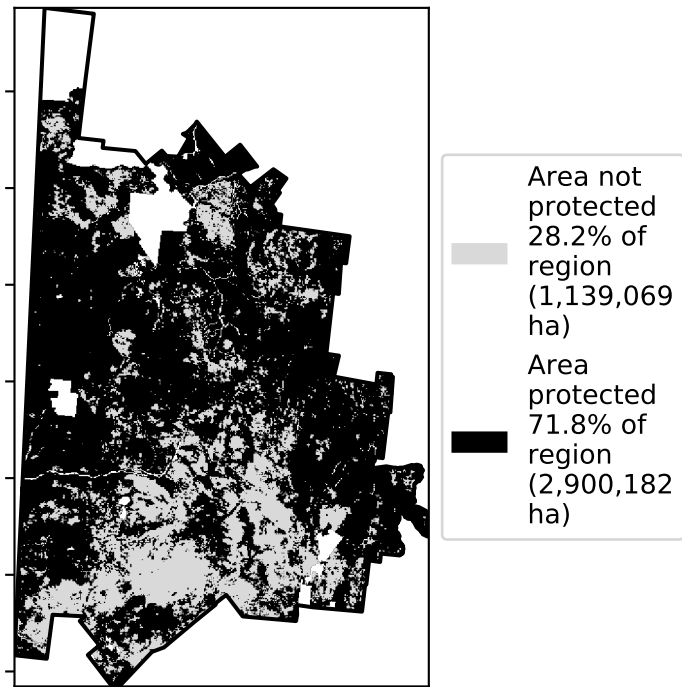 Area not
protected
28.2% of
region
(1,139,069
ha)
Area
protected
71.8% of
region
(2,900,182
ha)